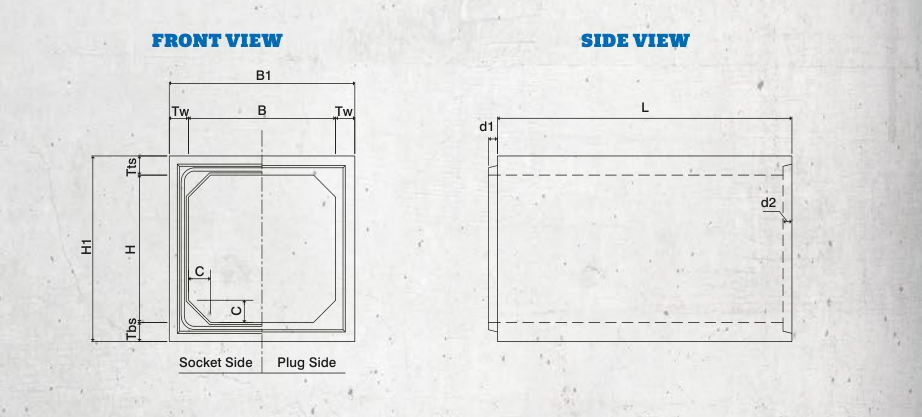 FRONT VIEW
SIDE VIEW
B1
Tw
B
Tw
L
d1
Tts
H1
H
d2
C
C
Tbs
Socket Side
Plug Side